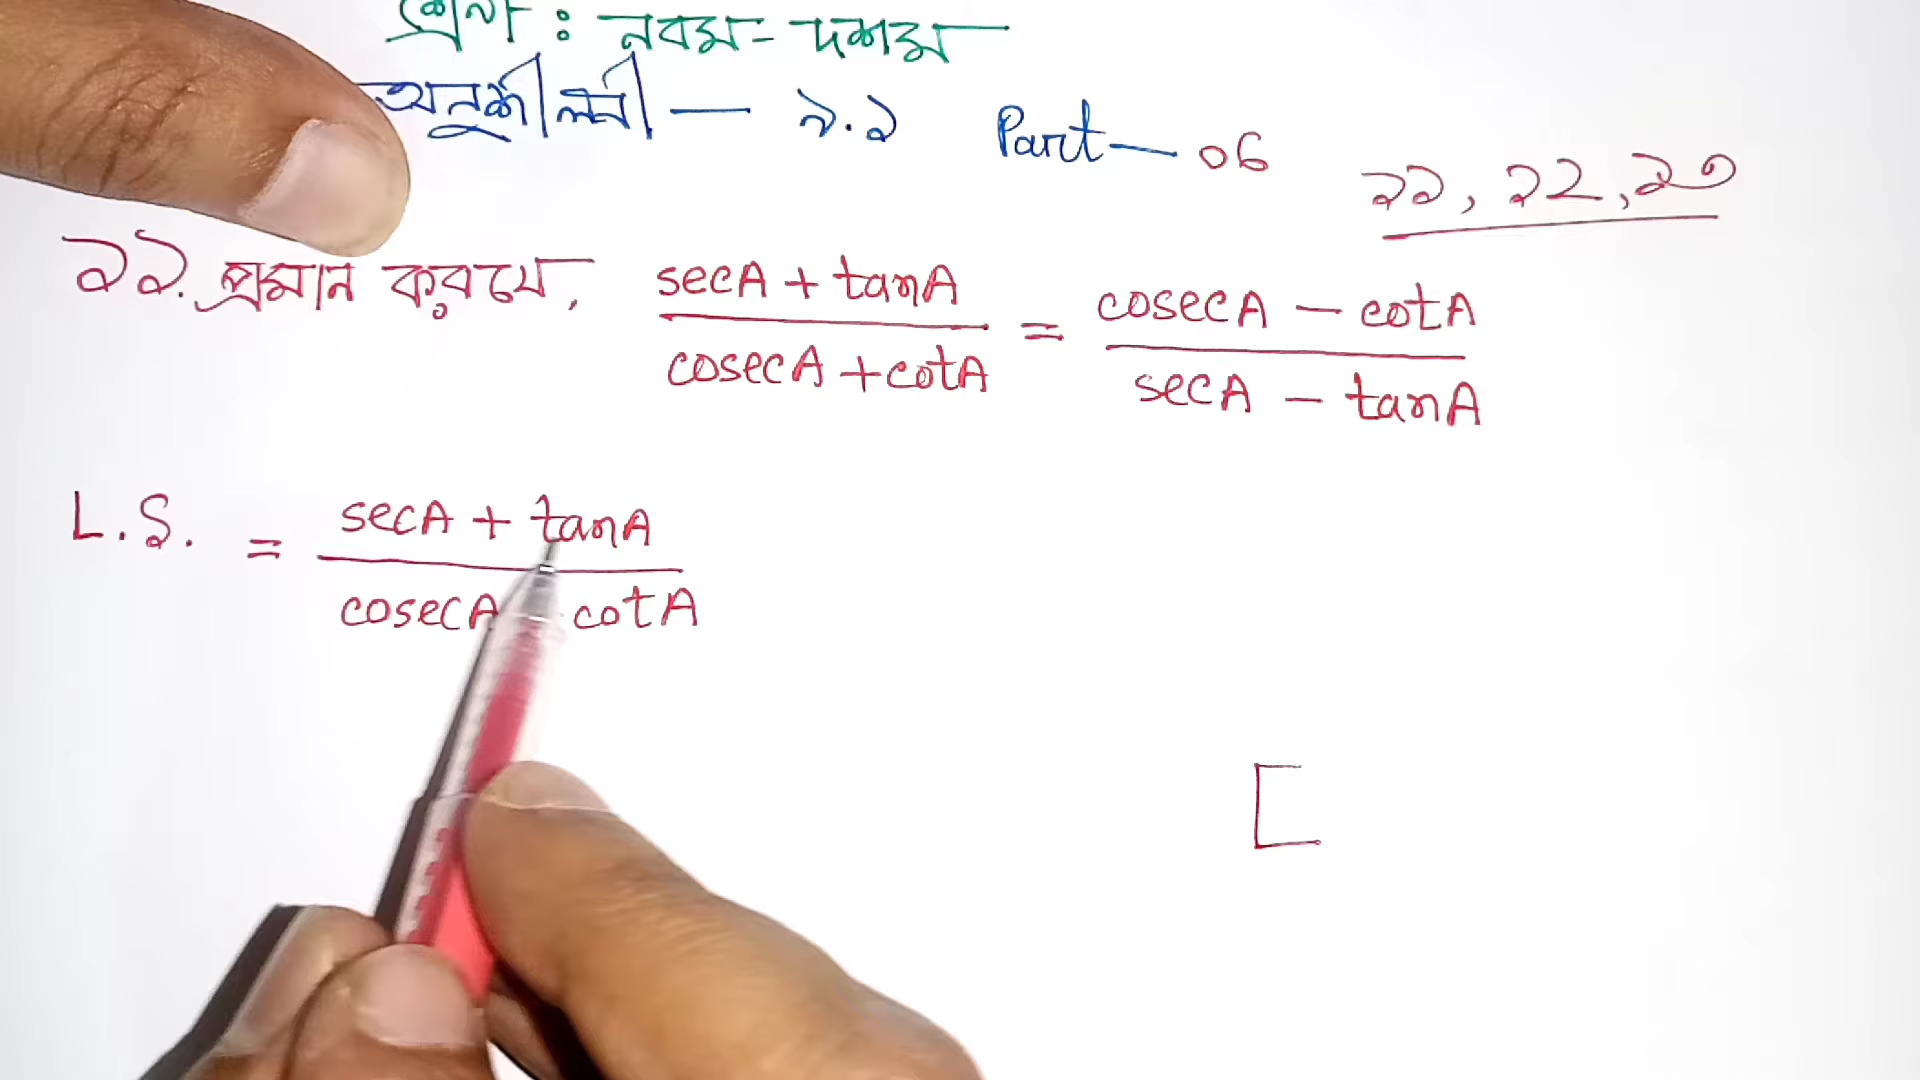 শ্রেণী : নবম - দশম
অনুশীলনী — ৯.১ Part — 06
২১, ২২, ২৩
২১. প্রমান কর যে, secA + tanA / cosecA + cotA = cosecA − cotA / secA − tanA
L.S. = secA + tanA / cosecA cotA
[